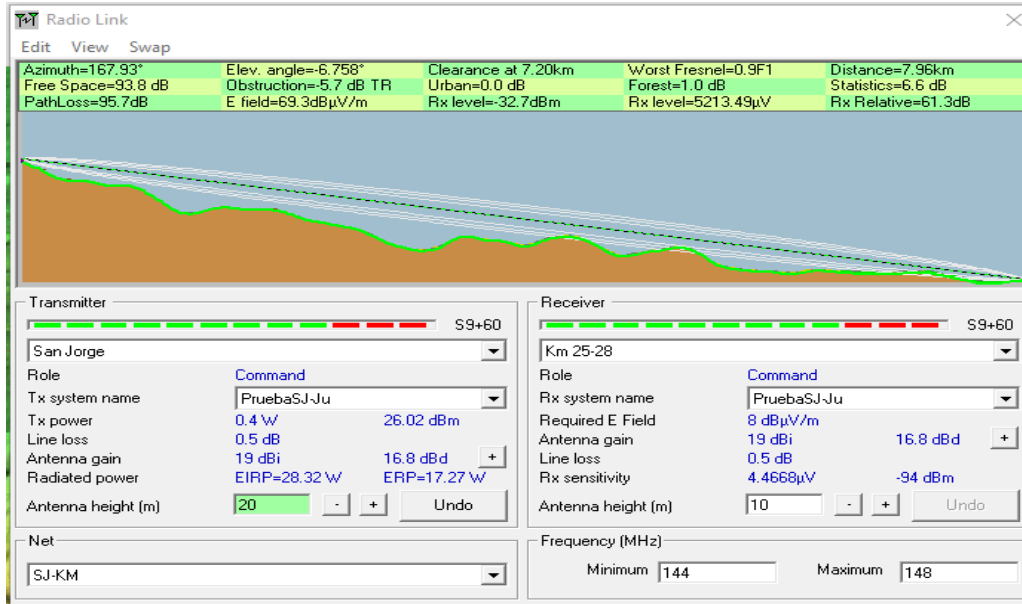 Radio Link
Edit View Swap
Azimuth=167.93° Elev. angle=-6.758° Clearance at 7.20km Worst Fresnel=0.9F1 Distance=7.96km
Free Space=93.8 dB Obstruction=-5.7 dB TR Urban=0.0 dB Forest=1.0 dB Statistics=6.6 dB
PathLoss=95.7dB E field=69.3dBµV/m Rx level=-32.7dBm Rx level=5213.49µV Rx Relative=61.3dB
Transmitter
S9+60
San Jorge
Role Command
Tx system name PruebaSJ-Ju
Tx power 0.4 W 26.02 dBm
Line loss 0.5 dB
Antenna gain 19 dBi 16.8 dBd +
Radiated power EIRP=28.32 W ERP=17.27 W
Antenna height (m) 20 - + Undo
Net
SJ-KM
Receiver
S9+60
Km 25-28
Role Command
Rx system name PruebaSJ-Ju
Required E Field 8 dBµV/m
Antenna gain 19 dBi 16.8 dBd +
Line loss 0.5 dB
Rx sensitivity 4.4668µV -94 dBm
Antenna height (m) 10 - + Undo
Frequency (MHz)
Minimum 144 Maximum 148